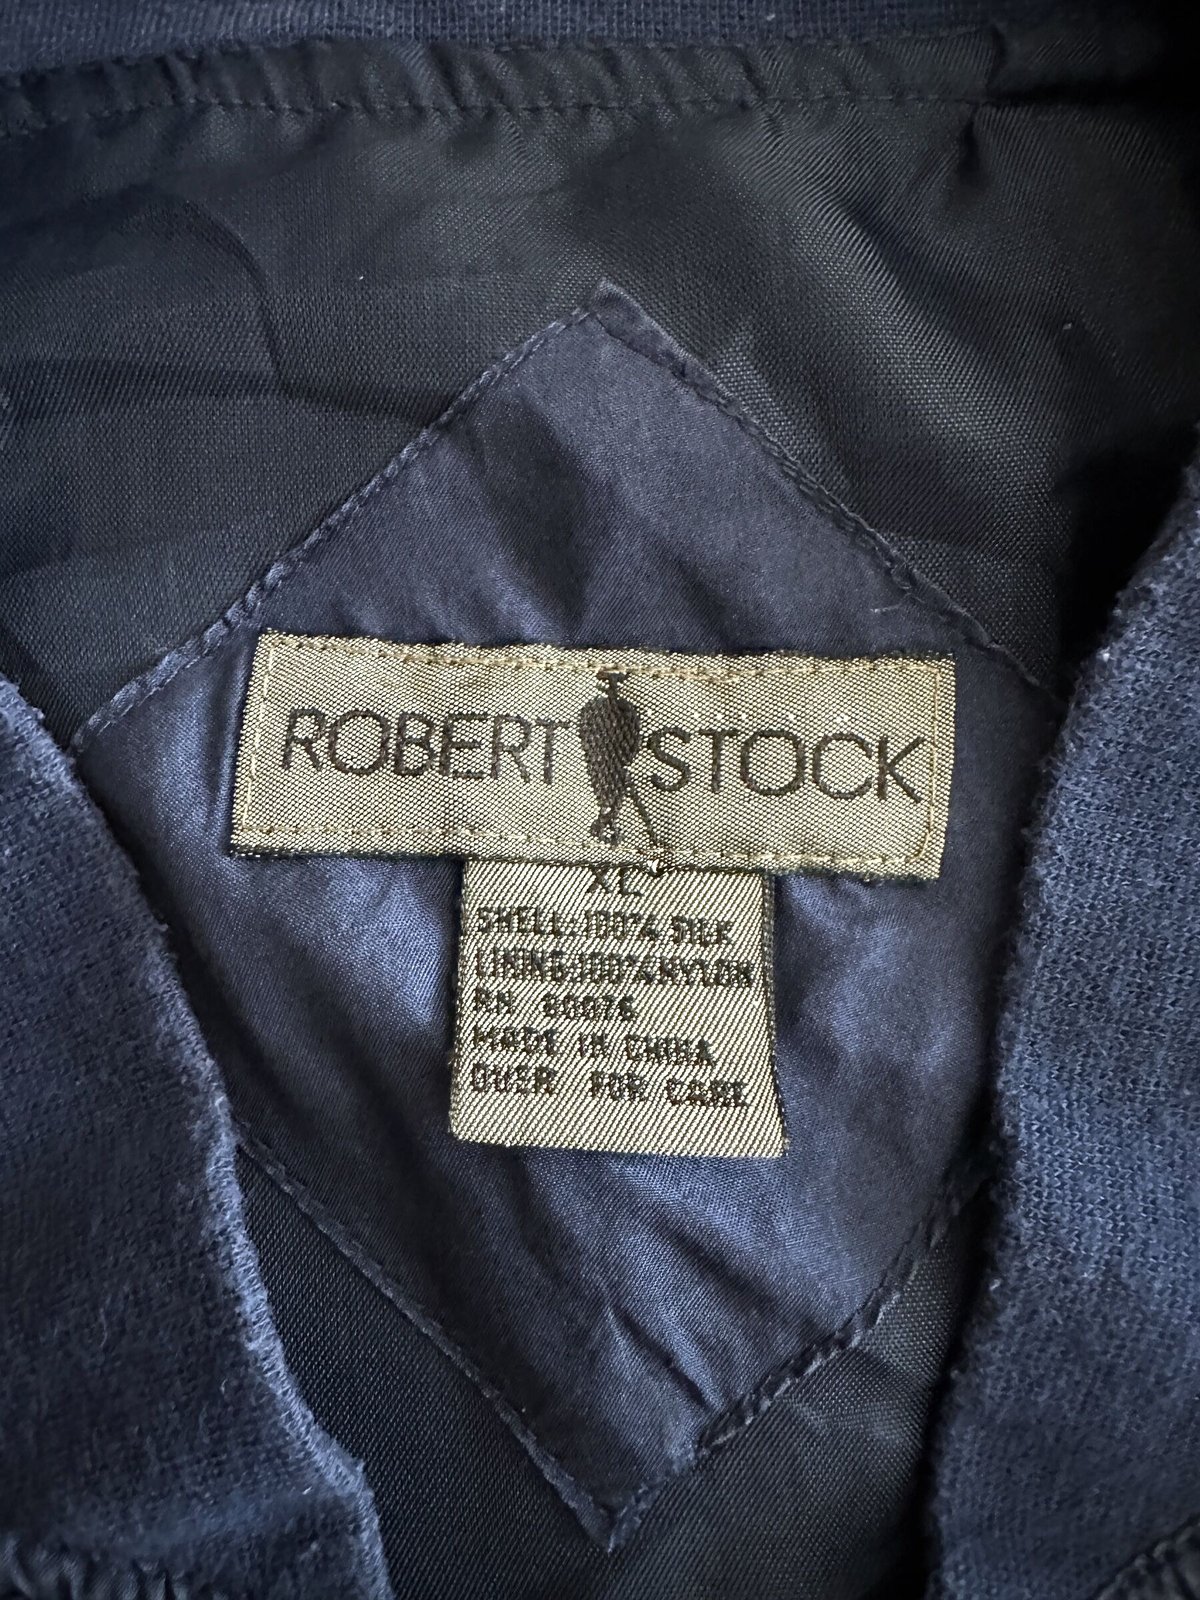 ROBERT STOCK
XL
SHELL:100% SILK
LINING:100% NYLON
RN 80076
MADE IN CHINA
OVER FOR CARE